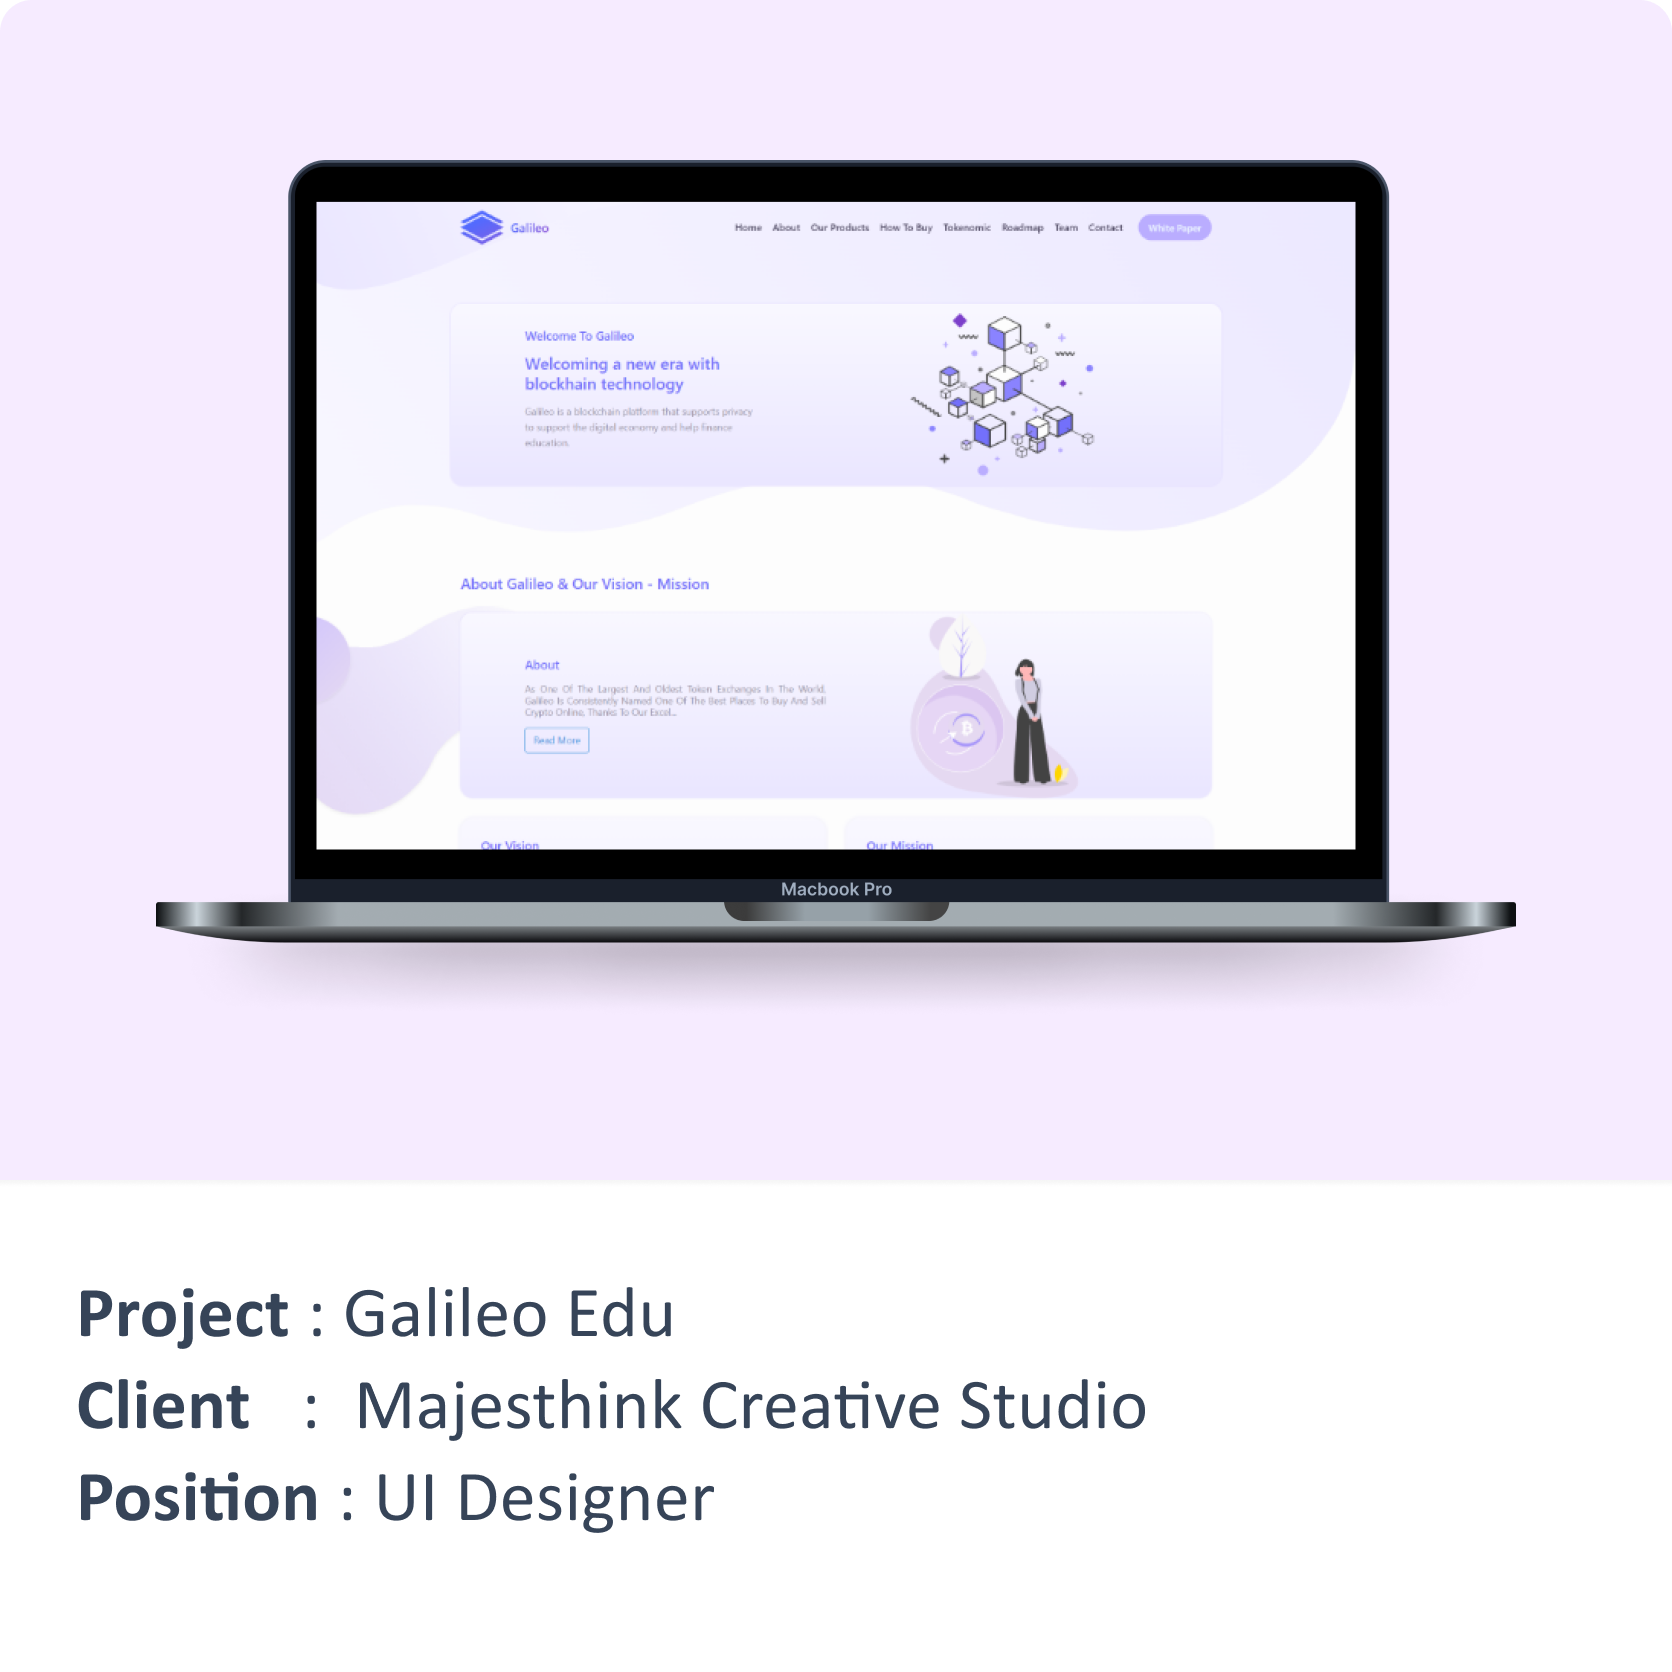 Galileo
Home About Our Products How To Buy Tokenomic Roadmap Team Contact White Paper
Welcome To Galileo
Welcoming a new era with
blockhain technology
Galileo is a blockchain platform that supports privacy
to support the digital economy and help finance
education.
About Galileo & Our Vision - Mission
About
As One Of The Largest And Oldest Token Exchanges In The World,
Galileo Is Consistently Named One Of The Best Places To Buy And Sell
Crypto Online, Thanks To Our Excel...
Read More
Our Vision Our Mission
Macbook Pro
Project : Galileo Edu
Client : Majesthink Creative Studio
Position : UI Designer